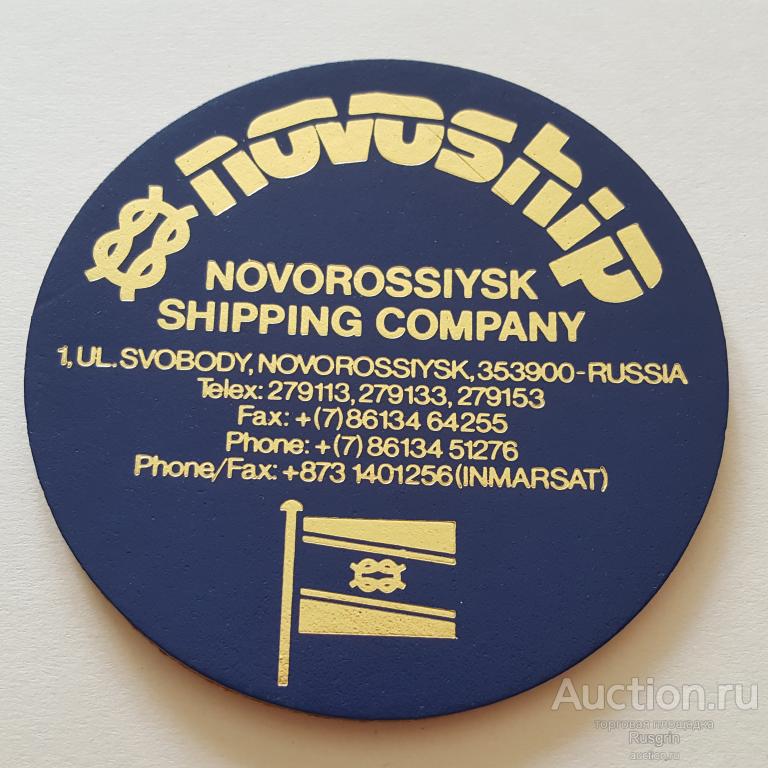 novoship
NOVOROSSIYSK
SHIPPING COMPANY
1, UL. SVOBODY, NOVOROSSIYSK, 353900-RUSSIA
Telex: 279113, 279133, 279153
Fax: +(7) 86134 64255
Phone: +(7) 86134 51276
Phone/Fax: +873 1401256 (INMARSAT)
Auction.ru
торговая площадка
Rusgrin
auction.ru